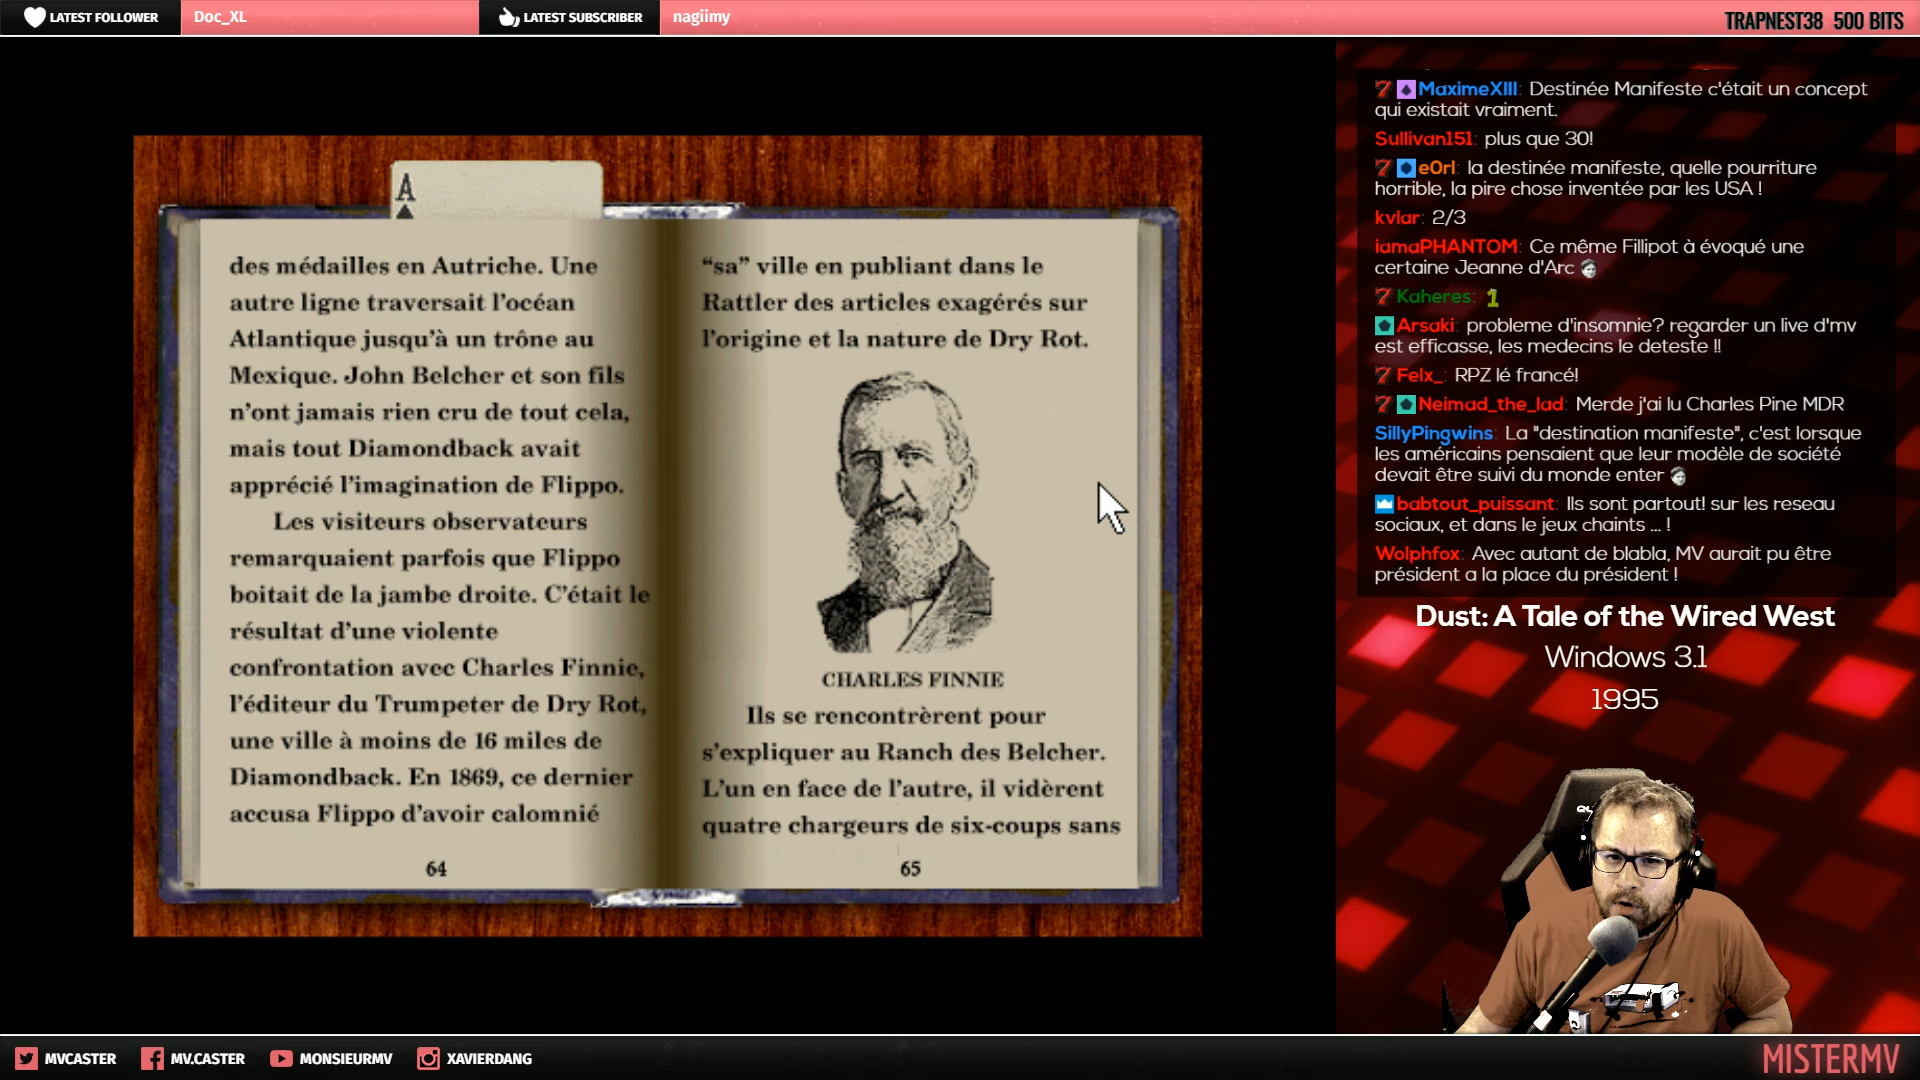 LATEST FOLLOWER
Doc_XL
LATEST SUBSCRIBER
nagiimy
TRAPNEST38 500 BITS
A
des médailles en Autriche. Une
autre ligne traversait l’océan
Atlantique jusqu’à un trône au
Mexique. John Belcher et son fils
n’ont jamais rien cru de tout cela,
mais tout Diamondback avait
apprécié l’imagination de Flippo.
Les visiteurs observateurs
remarquaient parfois que Flippo
boitait de la jambe droite. C’était le
résultat d’une violente
confrontation avec Charles Finnie,
l’éditeur du Trumpeter de Dry Rot,
une ville à moins de 16 miles de
Diamondback. En 1869, ce dernier
accusa Flippo d’avoir calomnié
64
“sa” ville en publiant dans le
Rattler des articles exagérés sur
l’origine et la nature de Dry Rot.
CHARLES FINNIE
Ils se rencontrèrent pour
s’expliquer au Ranch des Belcher.
L’un en face de l’autre, il vidèrent
quatre chargeurs de six-coups sans
65
MaximeXIII: Destinée Manifeste c'était un concept
qui existait vraiment.
Sullivan151: plus que 30!
e0rl: la destinée manifeste, quelle pourriture
horrible, la pire chose inventée par les USA !
kvlar: 2/3
iamaPHANTOM: Ce même Fillipot à évoqué une
certaine Jeanne d'Arc
Kaheres: 1
Arsaki: probleme d'insomnie? regarder un live d'mv
est efficasse, les medecins le deteste !!
Felx_: RPZ lé francé!
Neimad_the_lad: Merde j'ai lu Charles Pine MDR
SillyPingwins: La "destination manifeste", c'est lorsque
les américains pensaient que leur modèle de société
devait être suivi du monde enter
babtout_puissant: Ils sont partout! sur les reseau
sociaux, et dans le jeux chaints ... !
Wolphfox: Avec autant de blabla, MV aurait pu être
président a la place du président !
Dust: A Tale of the Wired West
Windows 3.1
1995
MVCASTER
MV.CASTER
MONSIEURMV
XAVIERDANG
MISTERMV